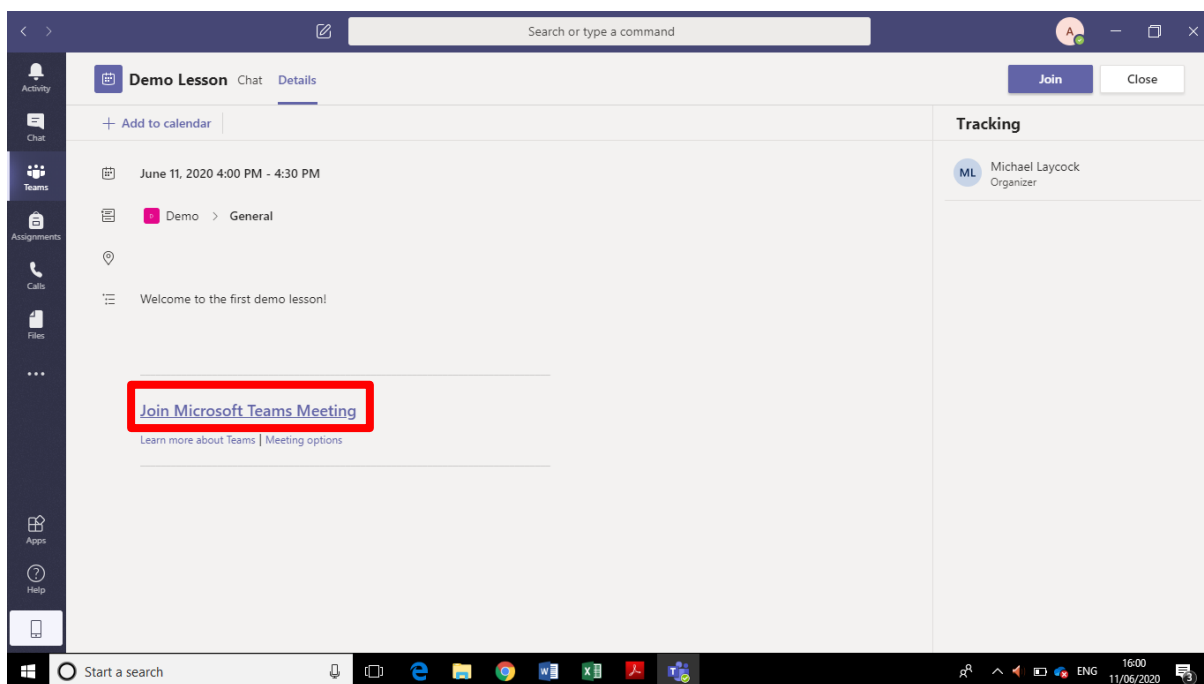 Search or type a command
A
Activity
Chat
Teams
Assignments
Calls
Files
Apps
Help
Demo Lesson Chat Details
Join Close
+ Add to calendar
June 11, 2020 4:00 PM - 4:30 PM
Demo > General
Welcome to the first demo lesson!
Join Microsoft Teams Meeting
Learn more about Teams | Meeting options
Tracking
ML Michael Laycock
Organizer
Start a search
ENG
16:00
11/06/2020
3